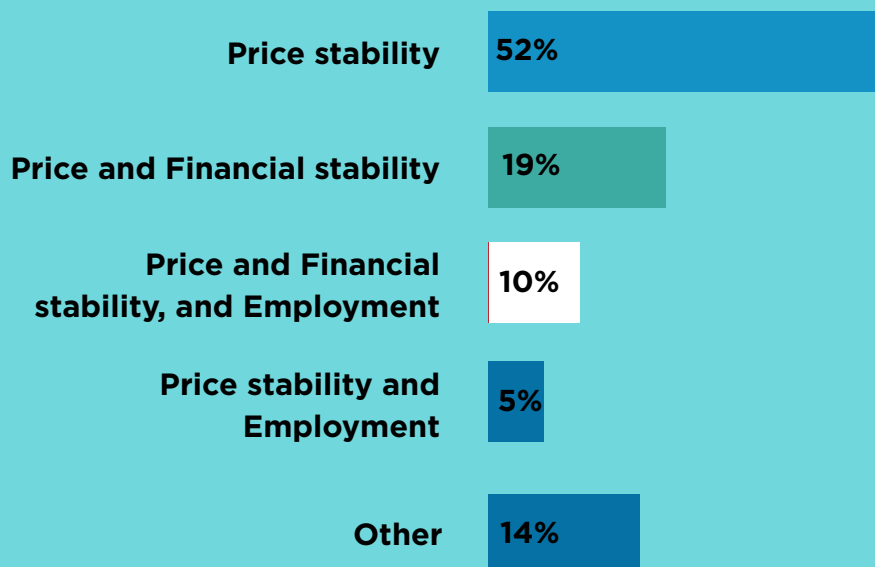 Price stability 52%
Price and Financial stability 19%
Price and Financial
stability, and Employment 10%
Price stability and
Employment 5%
Other 14%